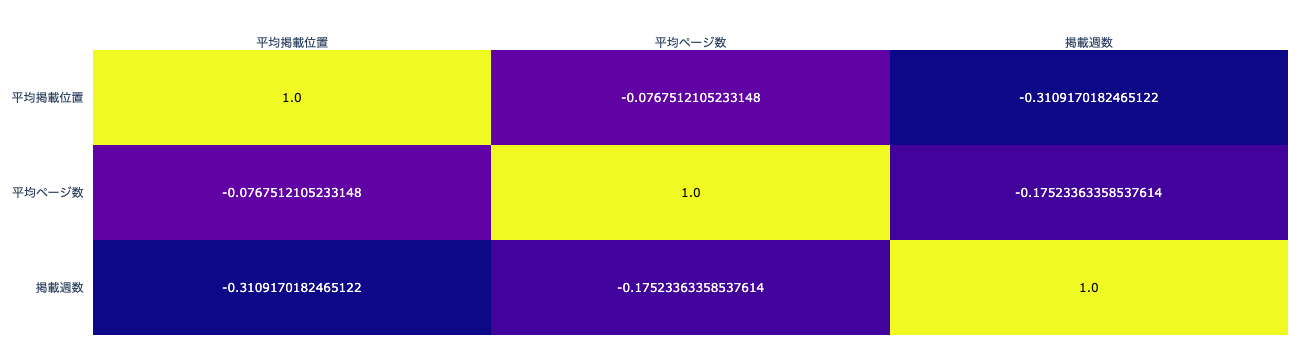 平均掲載位置 平均ページ数 掲載週数
平均掲載位置 1.0 -0.0767512105233148 -0.3109170182465122
平均ページ数 -0.0767512105233148 1.0 -0.17523363358537614
掲載週数 -0.3109170182465122 -0.17523363358537614 1.0